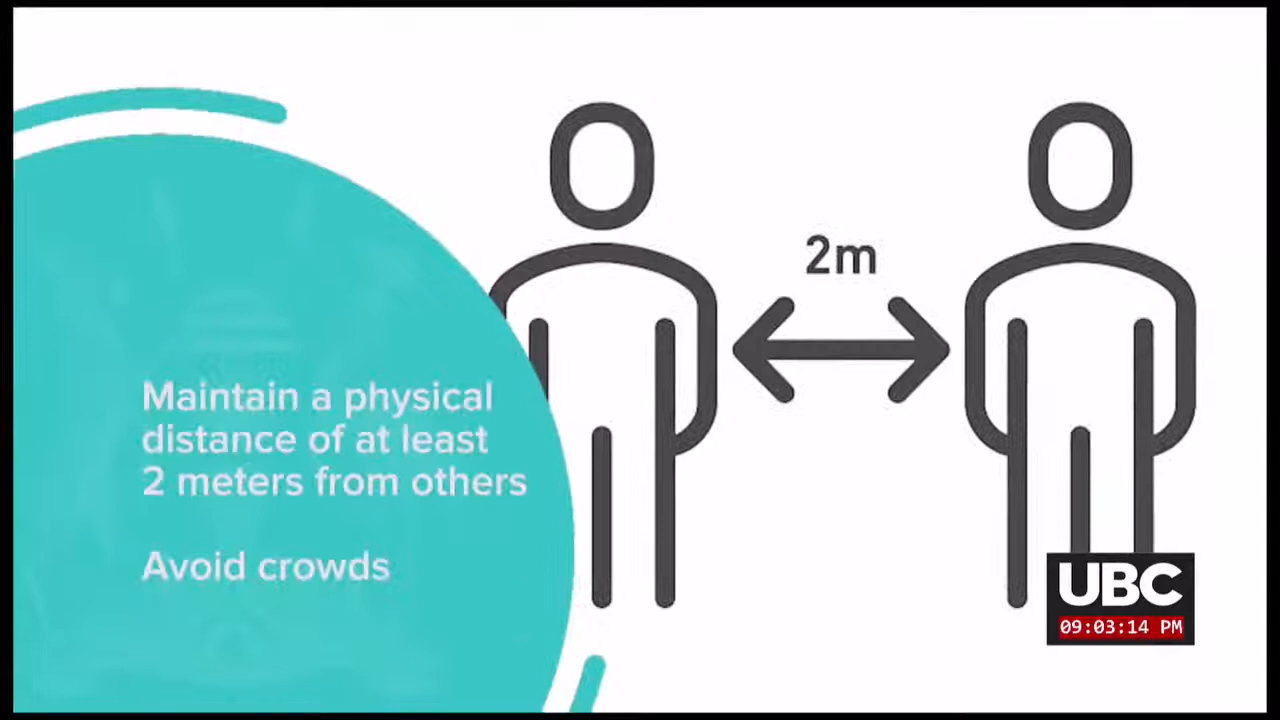 2m
Maintain a physical
distance of at least
2 meters from others
Avoid crowds
UBC
09:03:14 PM